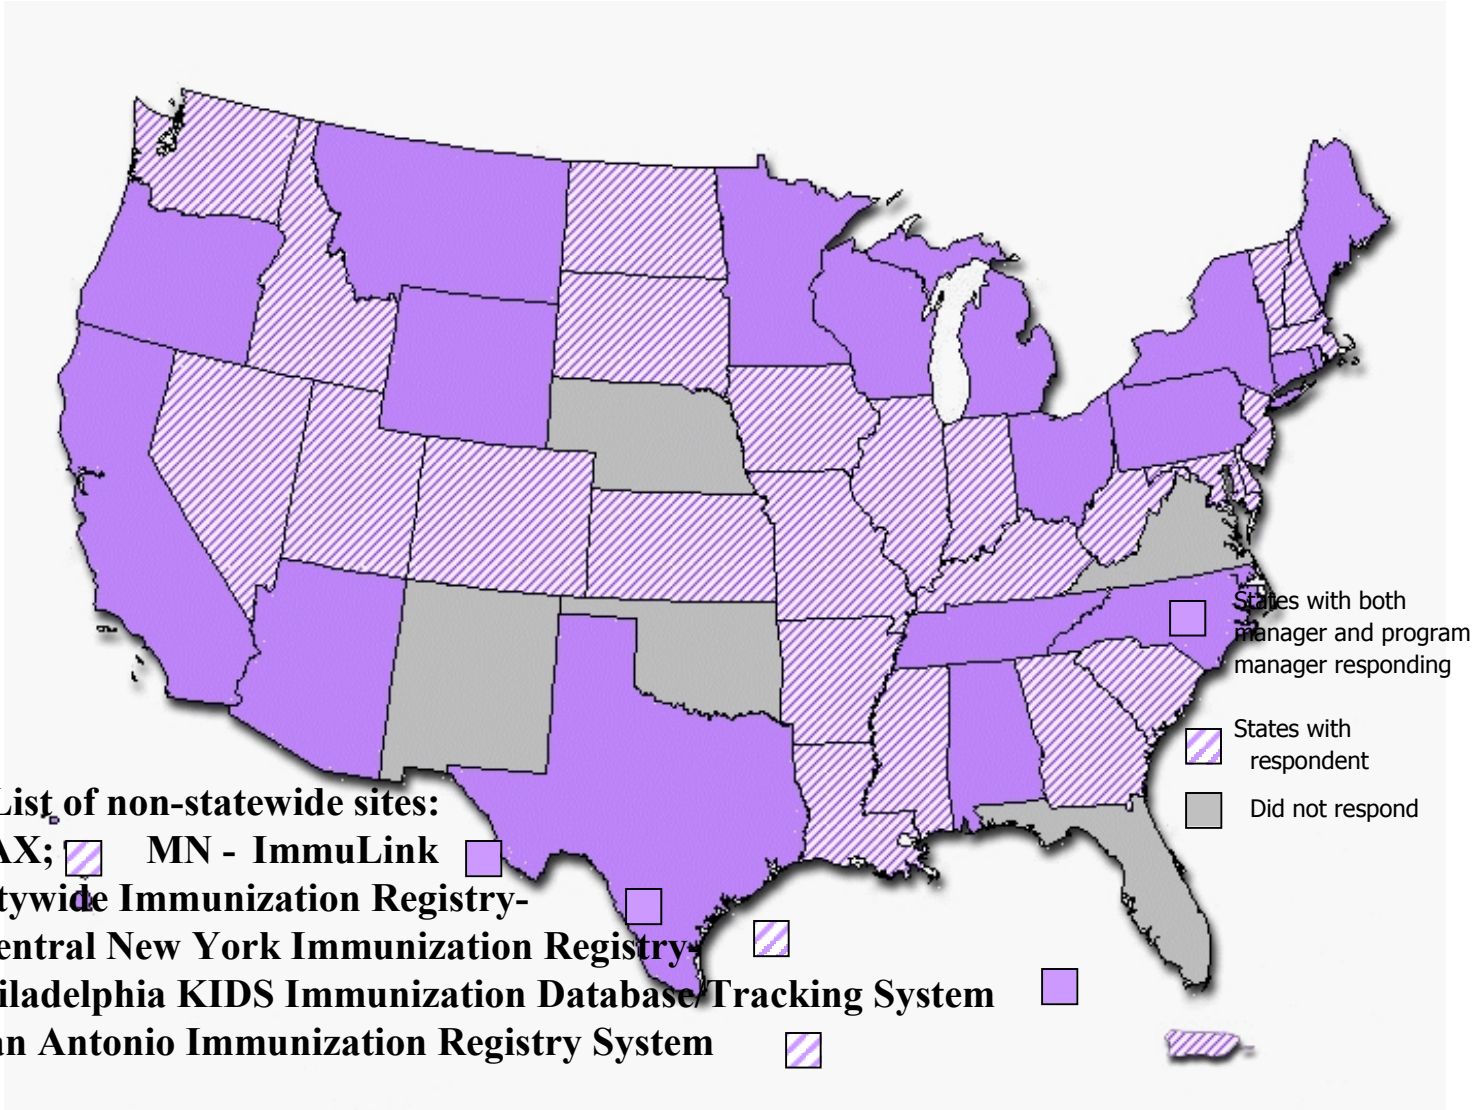 States with both
manager and program
manager responding
States with
respondent
Did not respond
List of non-statewide sites:
AX; MN - ImmuLink
tywide Immunization Registry-
entral New York Immunization Registry-
iladelphia KIDS Immunization Database/Tracking System
an Antonio Immunization Registry System